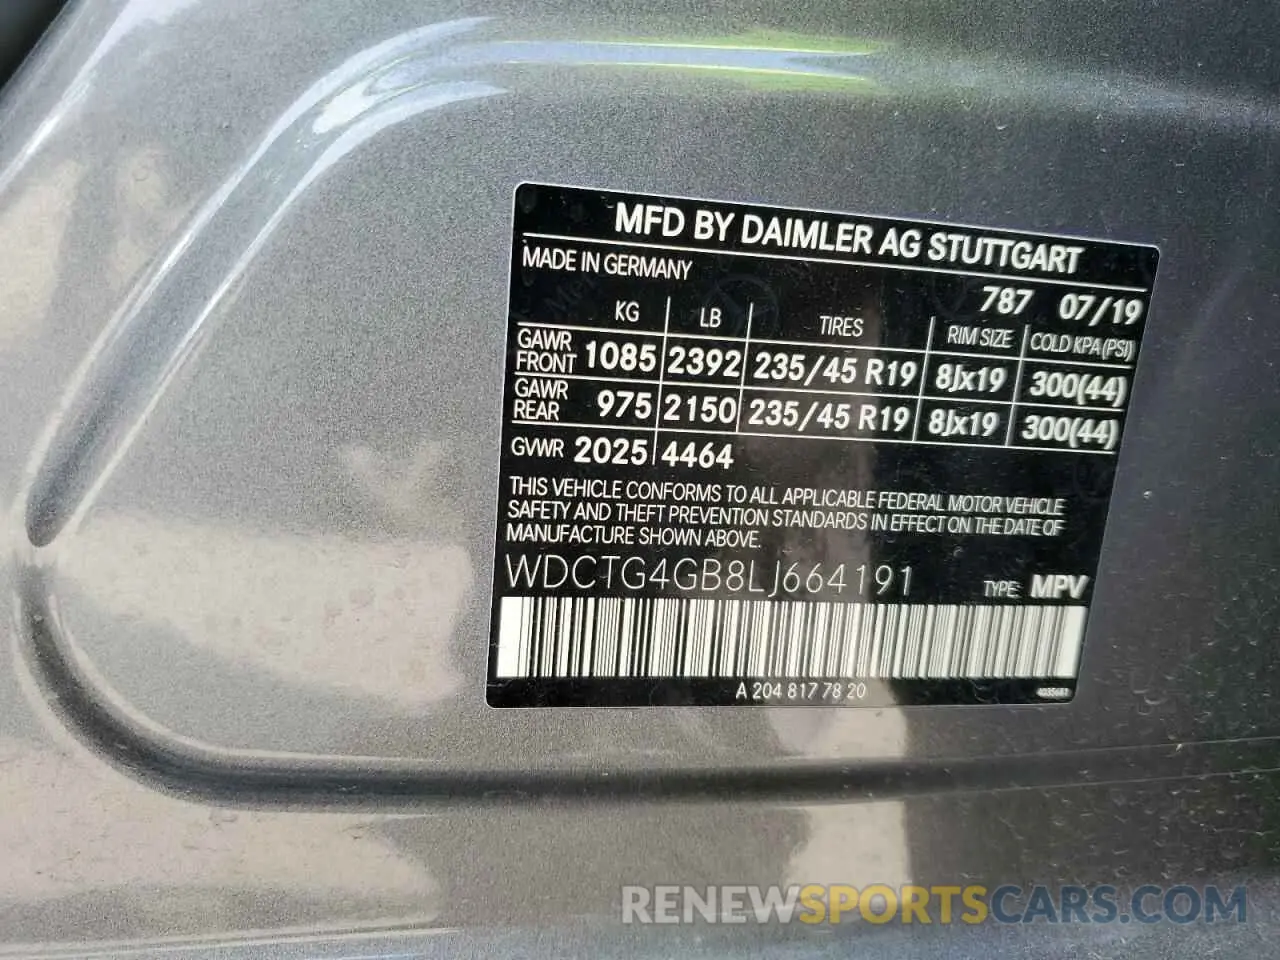 MFD BY DAIMLER AG STUTTGART
MADE IN GERMANY
787 07/19
KG LB TIRES RIM SIZE COLD KPA (PSI)
GAWR FRONT 1085 2392 235/45 R19 8Jx19 300(44)
GAWR REAR 975 2150 235/45 R19 8Jx19 300(44)
GVWR 2025 4464
THIS VEHICLE CONFORMS TO ALL APPLICABLE FEDERAL MOTOR VEHICLE
SAFETY AND THEFT PREVENTION STANDARDS IN EFFECT ON THE DATE OF
MANUFACTURE SHOWN ABOVE.
WDCTG4GB8LJ664191 TYPE: MPV
A 204 817 78 20
4035681
RENEWSPORTSCARS.COM